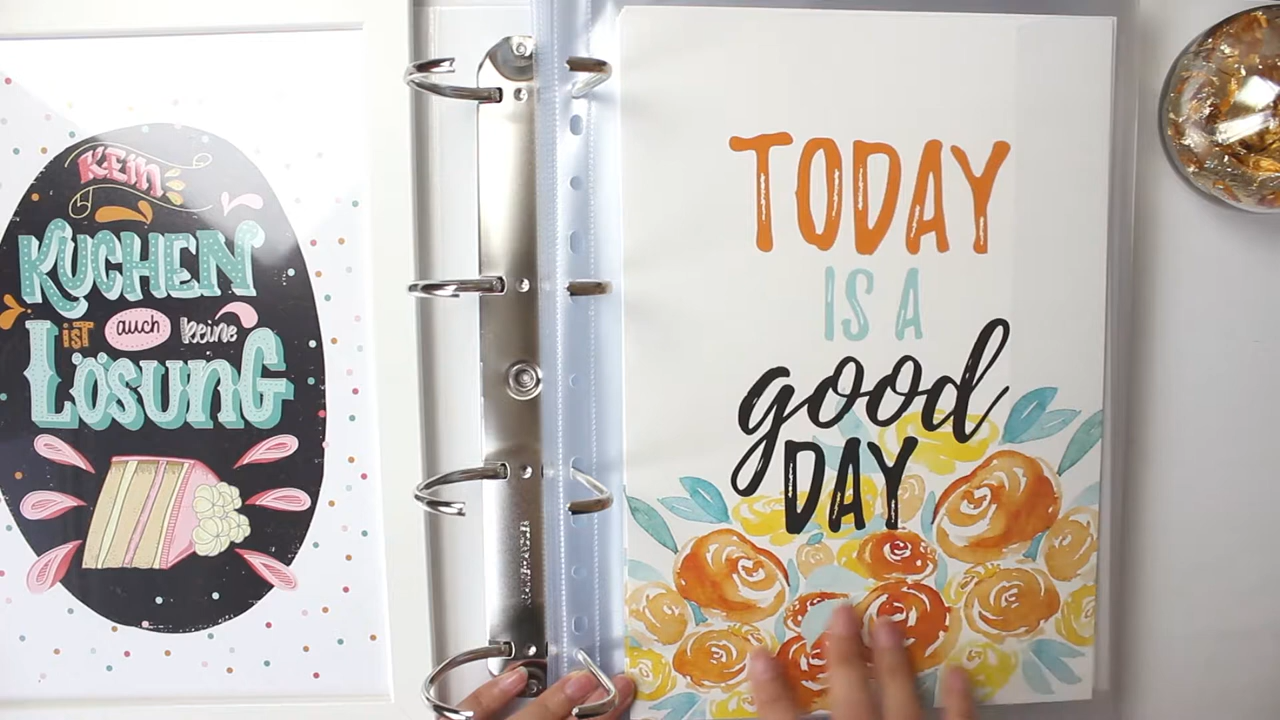 KEIN
KUCHEN
IST auch keine
LÖSUNG
TODAY
IS A
good
DAY